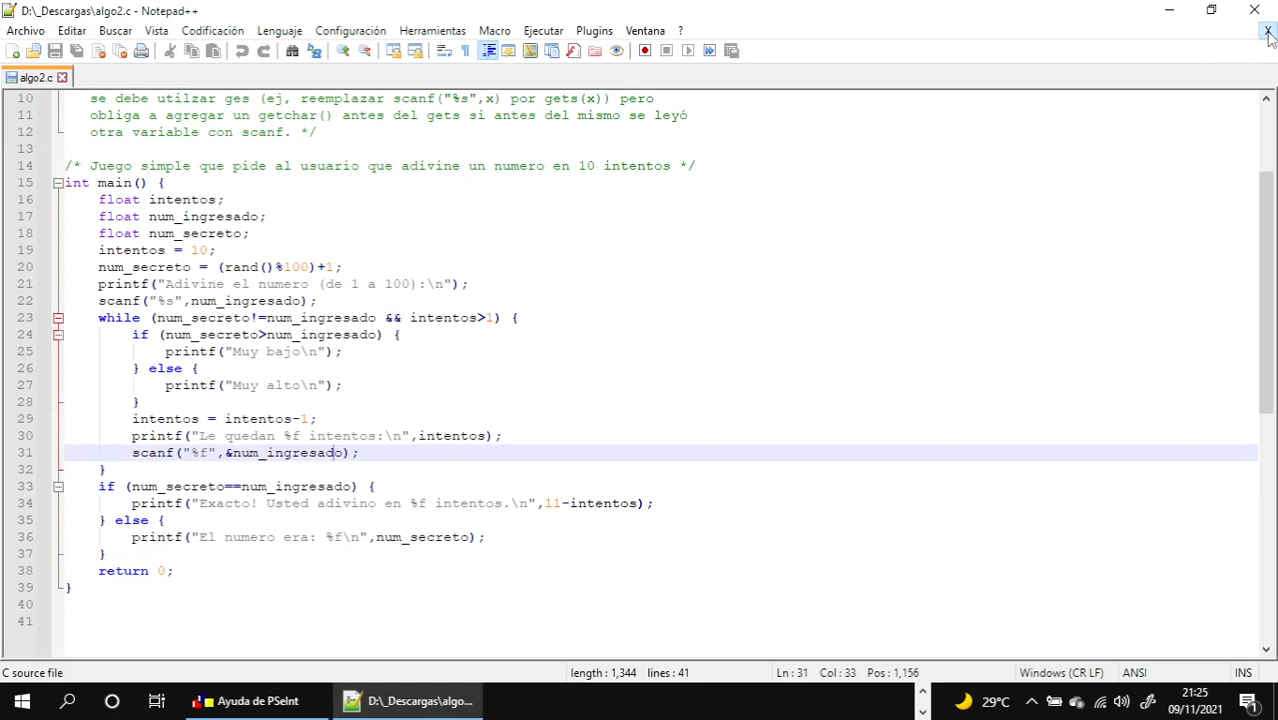 D:\_Descargas\algo2.c - Notepad++
Archivo Editar Buscar Vista Codificación Lenguaje Configuración Herramientas Macro Ejecutar Plugins Ventana ? X
algo2.c
10 se debe utilzar ges (ej, reemplazar scanf("%s",x) por gets(x)) pero
11 obliga a agregar un getchar() antes del gets si antes del mismo se leyó
12 otra variable con scanf. */
13
14 /* Juego simple que pide al usuario que adivine un numero en 10 intentos */
15 int main() {
16 float intentos;
17 float num_ingresado;
18 float num_secreto;
19 intentos = 10;
20 num_secreto = (rand()%100)+1;
21 printf("Adivine el numero (de 1 a 100):\n");
22 scanf("%s",num_ingresado);
23 while (num_secreto!=num_ingresado && intentos>1) {
24 if (num_secreto>num_ingresado) {
25 printf("Muy bajo\n");
26 } else {
27 printf("Muy alto\n");
28 }
29 intentos = intentos-1;
30 printf("Le quedan %f intentos:\n",intentos);
31 scanf("%f",&num_ingresado);
32 }
33 if (num_secreto==num_ingresado) {
34 printf("Exacto! Usted adivino en %f intentos.\n",11-intentos);
35 } else {
36 printf("El numero era: %f\n",num_secreto);
37 }
38 return 0;
39 }
40
41
C source file length : 1,344 lines : 41 Ln : 31 Col : 33 Pos : 1,156 Windows (CR LF) ANSI INS
Ayuda de PSeInt D:\_Descargas\algo... 29°C 21:25
09/11/2021 1